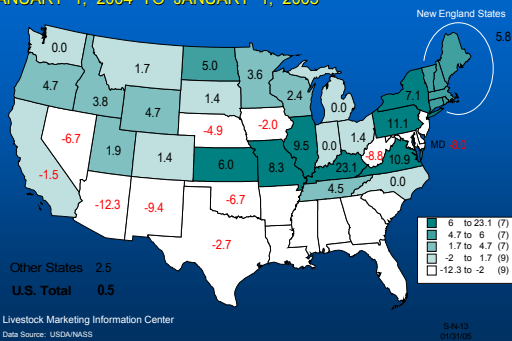 ANUARY 1, 2004 TO JANUARY 1, 2005
New England States
5.8
0.0
1.7
5.0
3.6
4.7
3.8
1.4
2.4
0.0
7.1
4.7
11.1
-6.7
-4.9
-2.0
MD -8.0
1.9
1.4
9.5
0.0
1.4
-8.8
10.9
-1.5
6.0
8.3
23.1
0.0
4.5
-12.3
-9.4
-6.7
-2.7
6 to 23.1 (7)
4.7 to 6 (7)
1.7 to 4.7 (7)
-2 to 1.7 (9)
-12.3 to -2 (9)
Other States 2.5
U.S. Total 0.5
Livestock Marketing Information Center
Data Source: USDA/NASS
S-N-13
01/31/05